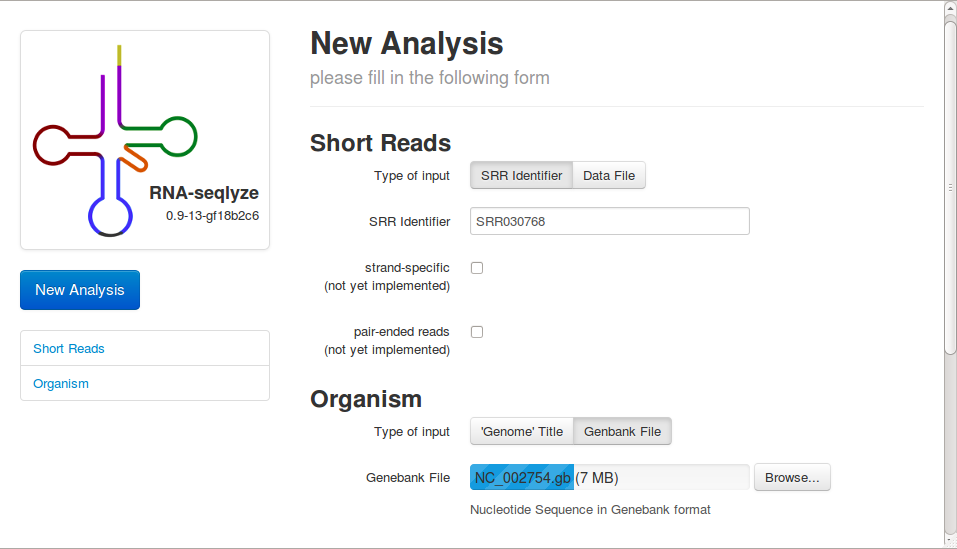 RNA-seqlyze
0.9-13-gf18b2c6
New Analysis
Short Reads
Organism
New Analysis
please fill in the following form
Short Reads
Type of input SRR Identifier Data File
SRR Identifier SRR030768
strand-specific
(not yet implemented)
pair-ended reads
(not yet implemented)
Organism
Type of input 'Genome' Title Genbank File
Genebank File NC_002754.gb (7 MB) Browse...
Nucleotide Sequence in Genebank format